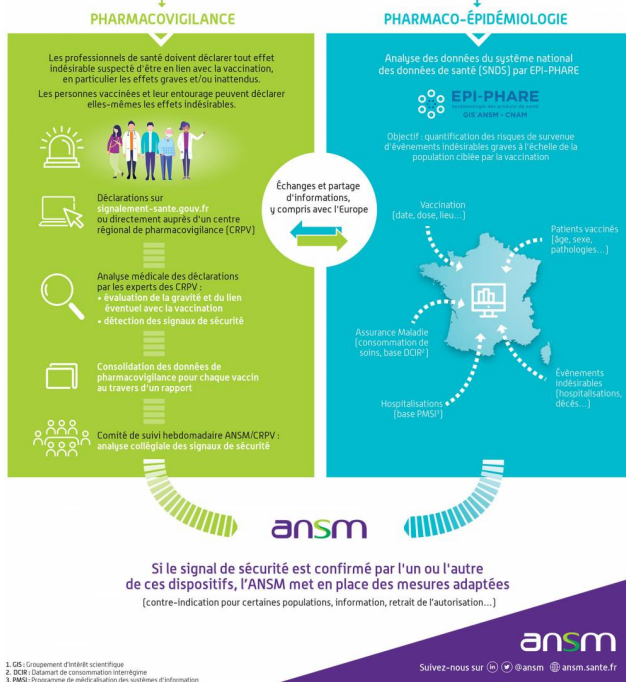 PHARMACOVIGILANCE
Les professionnels de santé doivent déclarer tout effet
indésirable suspecté d'être en lien avec la vaccination,
en particulier les effets graves et/ou inattendus.
Les personnes vaccinées et leur entourage peuvent déclarer
elles-mêmes les effets indésirables.
Déclarations sur
signalement-sante.gouv.fr
ou directement auprès d'un centre
régional de pharmacovigilance (CRPV)
Analyse médicale des déclarations
par les experts des CRPV :
• évaluation de la gravité et du lien
éventuel avec la vaccination
• détection des signaux de sécurité
Consolidation des données de
pharmacovigilance pour chaque vaccin
au travers d'un rapport
Comité de suivi hebdomadaire ANSM/CRPV :
analyse collégiale des signaux de sécurité
Échanges et partage
d'informations,
y compris avec l'Europe
PHARMACO-ÉPIDÉMIOLOGIE
Analyse des données du système national
des données de santé (SNDS) par EPI-PHARE
EPI-PHARE
épidémiologie des produits de santé
GIS¹ ANSM - CNAM
Objectif : quantification des risques de survenue
d'événements indésirables graves à l'échelle de la
population ciblée par la vaccination
Vaccination
(date, dose, lieu...)
Patients vaccinés
(âge, sexe,
pathologies...)
Assurance Maladie
(consommation de
soins, base DCIR²)
Événements
indésirables
(hospitalisations,
décès...)
Hospitalisations
(base PMSI³)
ansm
Si le signal de sécurité est confirmé par l'un ou l'autre
de ces dispositifs, l'ANSM met en place des mesures adaptées
(contre-indication pour certaines populations, information, retrait de l'autorisation...)
ansm
Suivez-nous sur in @ansm ansm.sante.fr
1. GIS : Groupement d'intérêt scientifique
2. DCIR : Datamart de consommation interrégime
3. PMSI : Programme de médicalisation des systèmes d'information